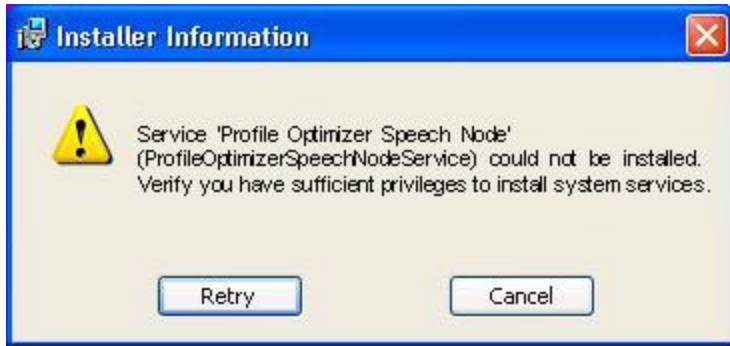 Installer Information
Service 'Profile Optimizer Speech Node'
(ProfileOptimizerSpeechNodeService) could not be installed.
Verify you have sufficient privileges to install system services.
Retry
Cancel